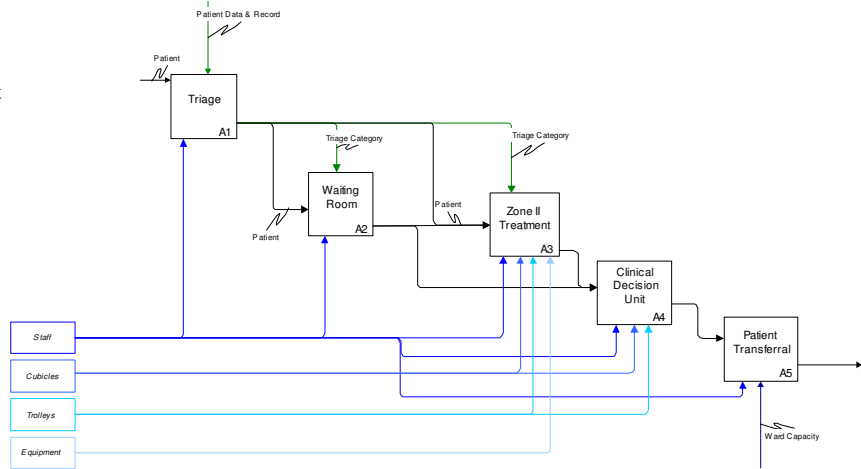 Patient Data & Record
Patient
Triage
A1
Triage Category
Triage Category
Waiting
Room
A2
Patient
Patient
Zone II
Treatment
A3
Clinical
Decision
Unit
A4
Staff
Patient
Transferral
A5
Cubicles
Trolleys
Ward Capacity
Equipment